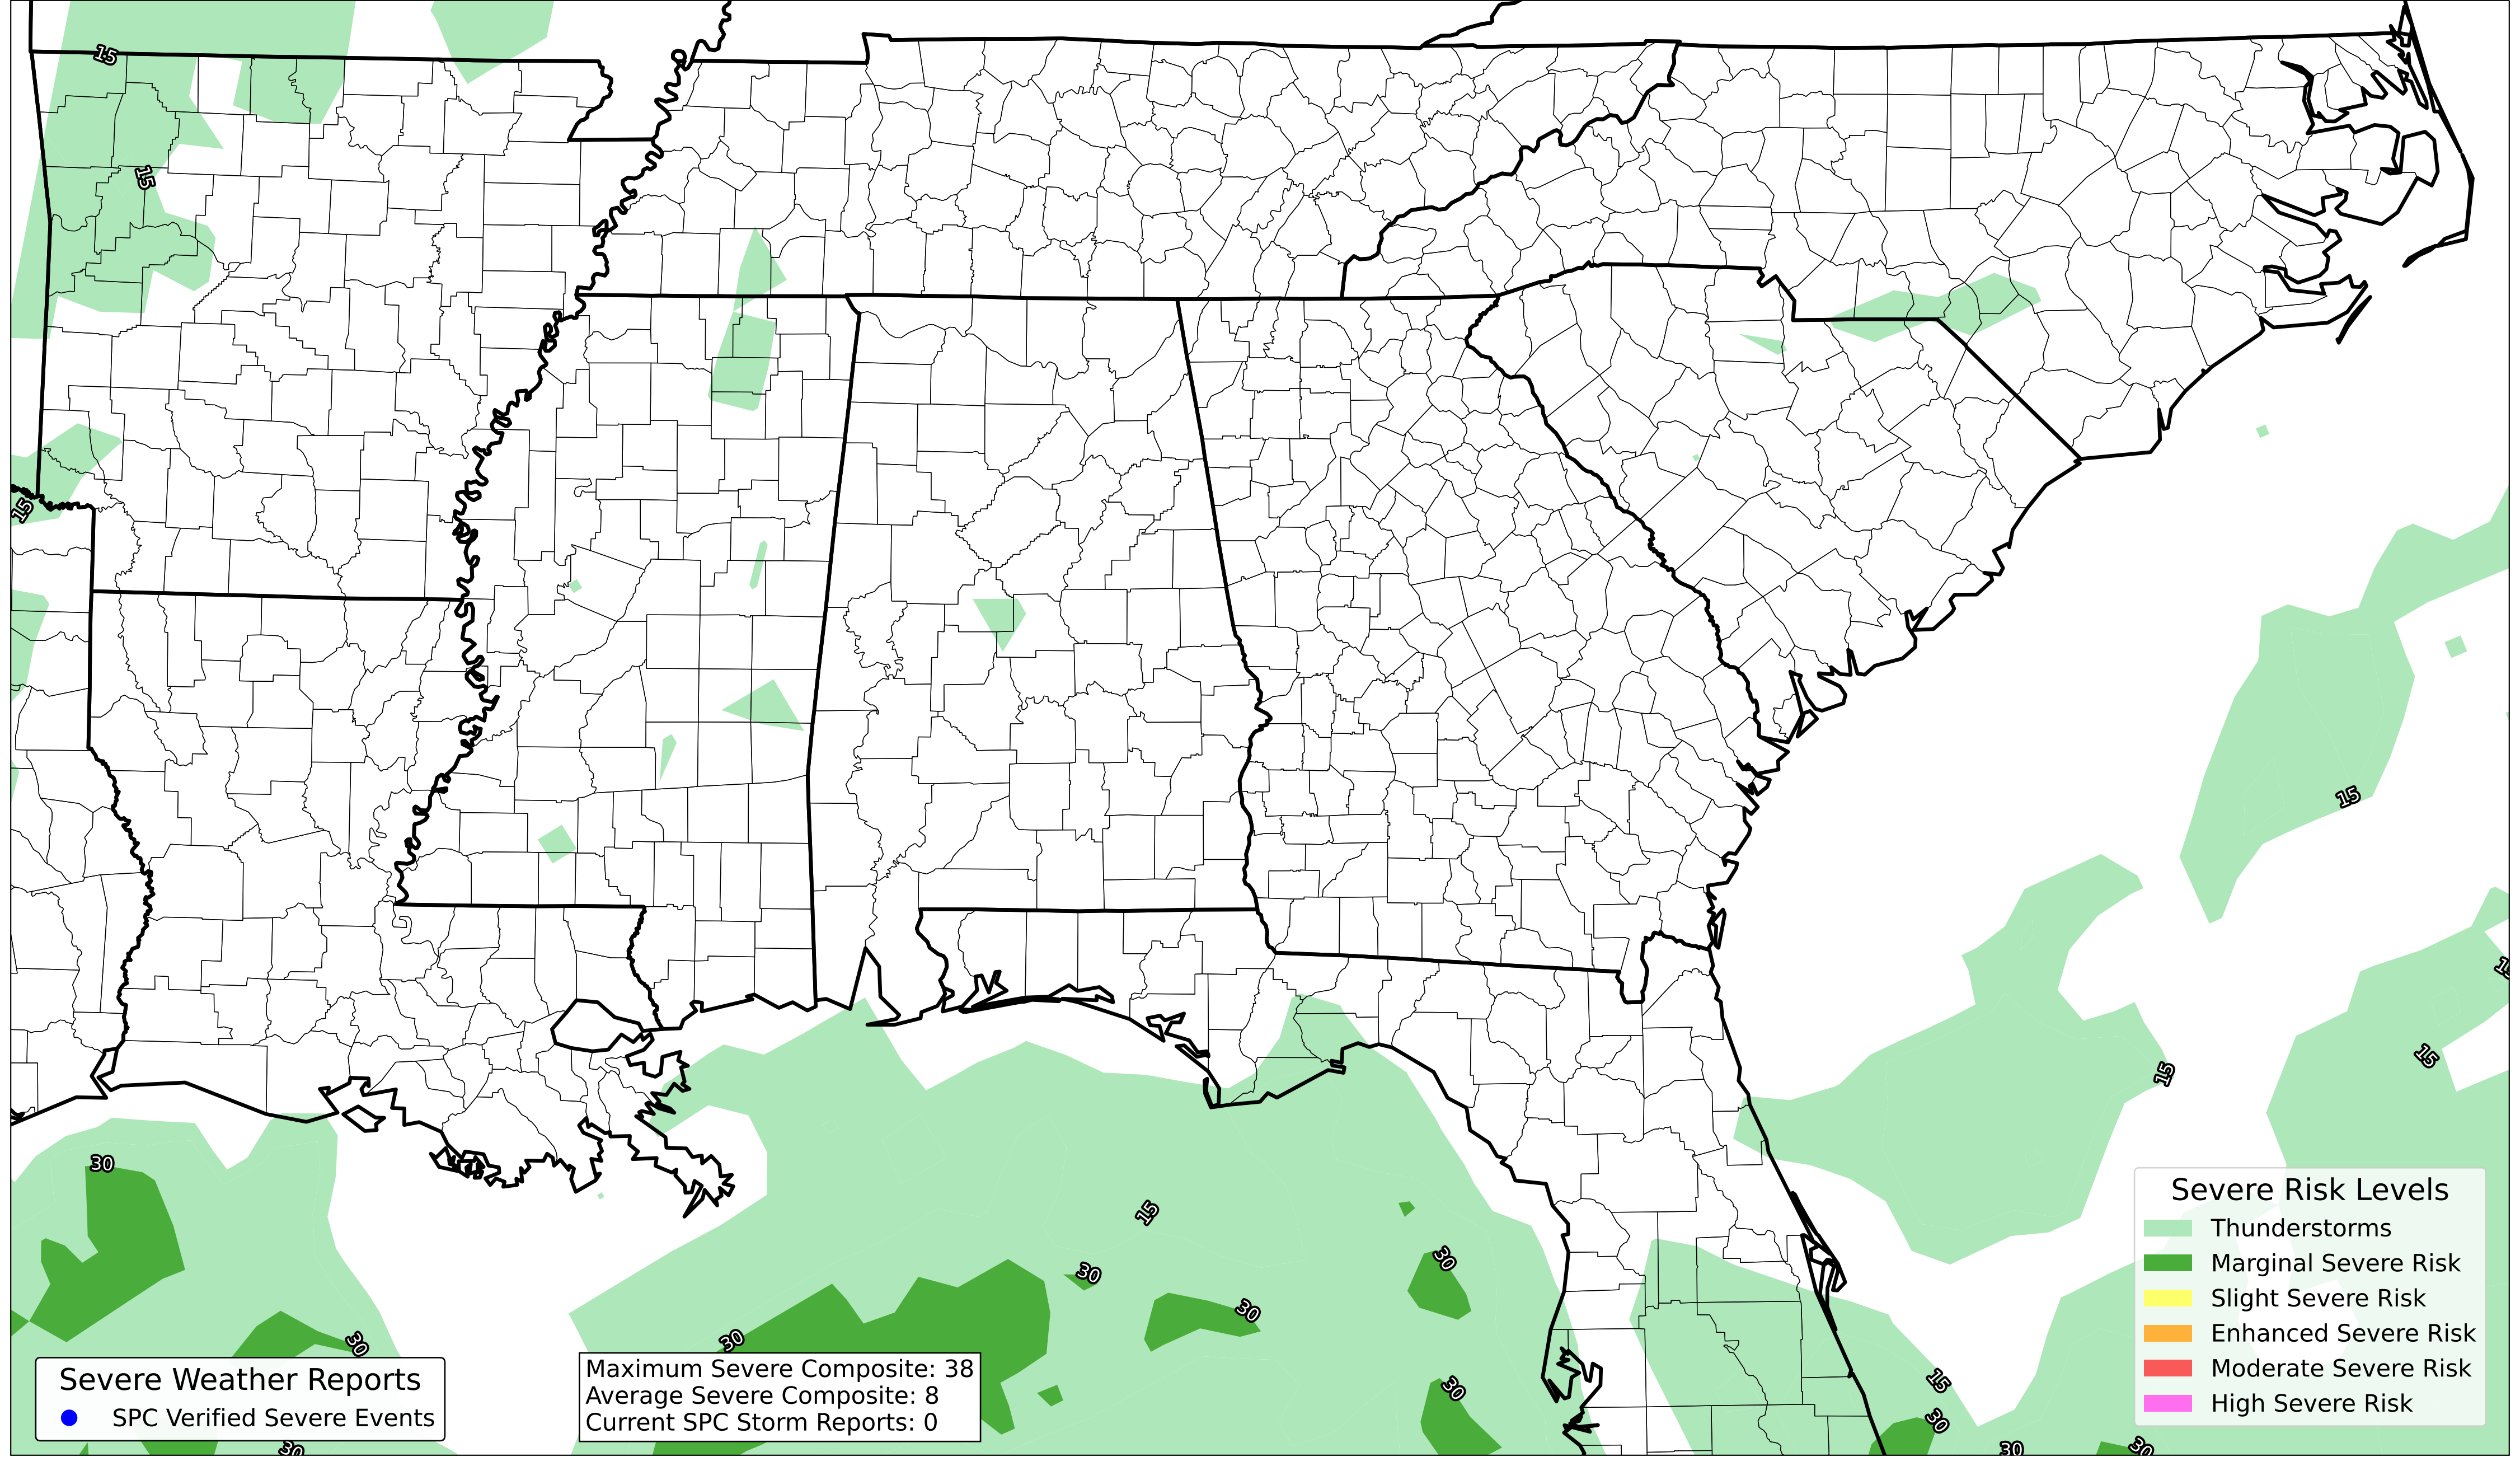 15
15
15
15
15
15
15
30
15
30
30
30
30
30
30
30
15
30
30
30
30
Severe Risk Levels
Thunderstorms
Marginal Severe Risk
Slight Severe Risk
Enhanced Severe Risk
Moderate Severe Risk
High Severe Risk
Severe Weather Reports
SPC Verified Severe Events
Maximum Severe Composite: 38
Average Severe Composite: 8
Current SPC Storm Reports: 0